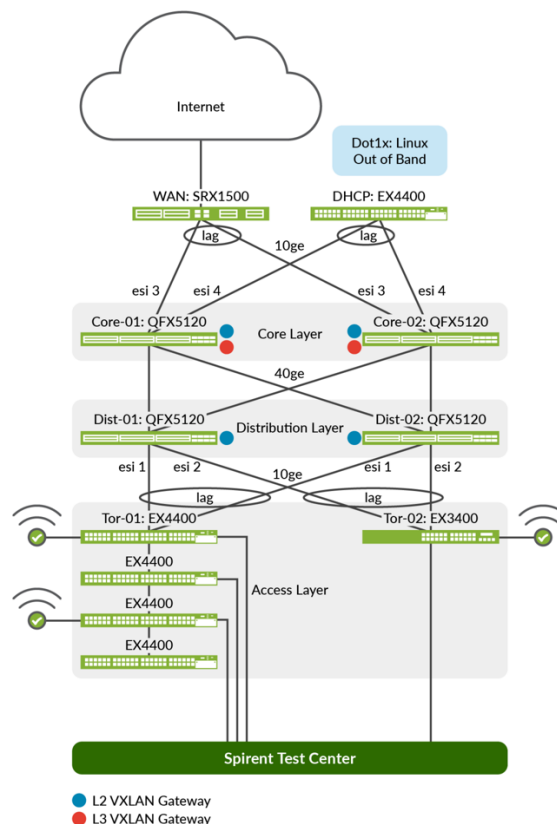 Internet
Dot1x: Linux
Out of Band
WAN: SRX1500
DHCP: EX4400
lag
10ge
lag
esi 3
esi 4
esi 3
esi 4
Core-01: QFX5120
Core Layer
Core-02: QFX5120
40ge
Dist-01: QFX5120
Distribution Layer
Dist-02: QFX5120
esi 1
esi 2
10ge
esi 1
esi 2
lag
lag
Tor-01: EX4400
Tor-02: EX3400
EX4400
Access Layer
EX4400
EX4400
Spirent Test Center
L2 VXLAN Gateway
L3 VXLAN Gateway